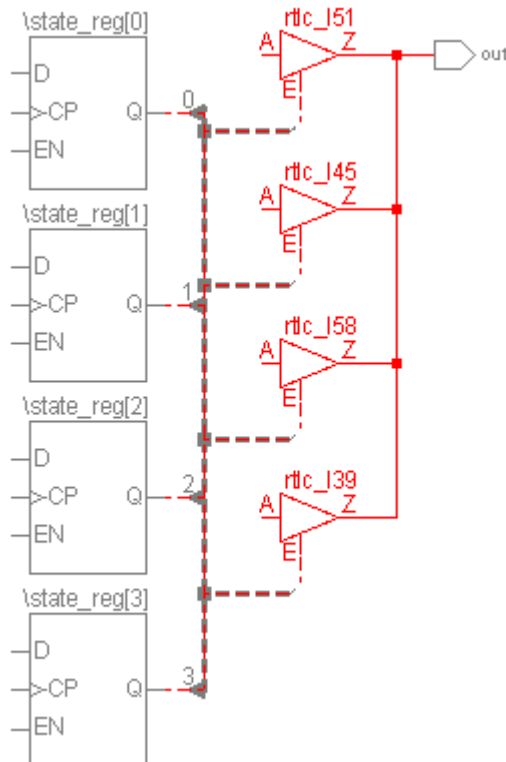 \state_reg[0]
D
CP
EN
Q
0
rtlc_I51
A
Z
E
out
\state_reg[1]
D
CP
EN
Q
1
rtlc_I45
A
Z
E
\state_reg[2]
D
CP
EN
Q
2
rtlc_I58
A
Z
E
\state_reg[3]
D
CP
EN
Q
3
rtlc_I39
A
Z
E